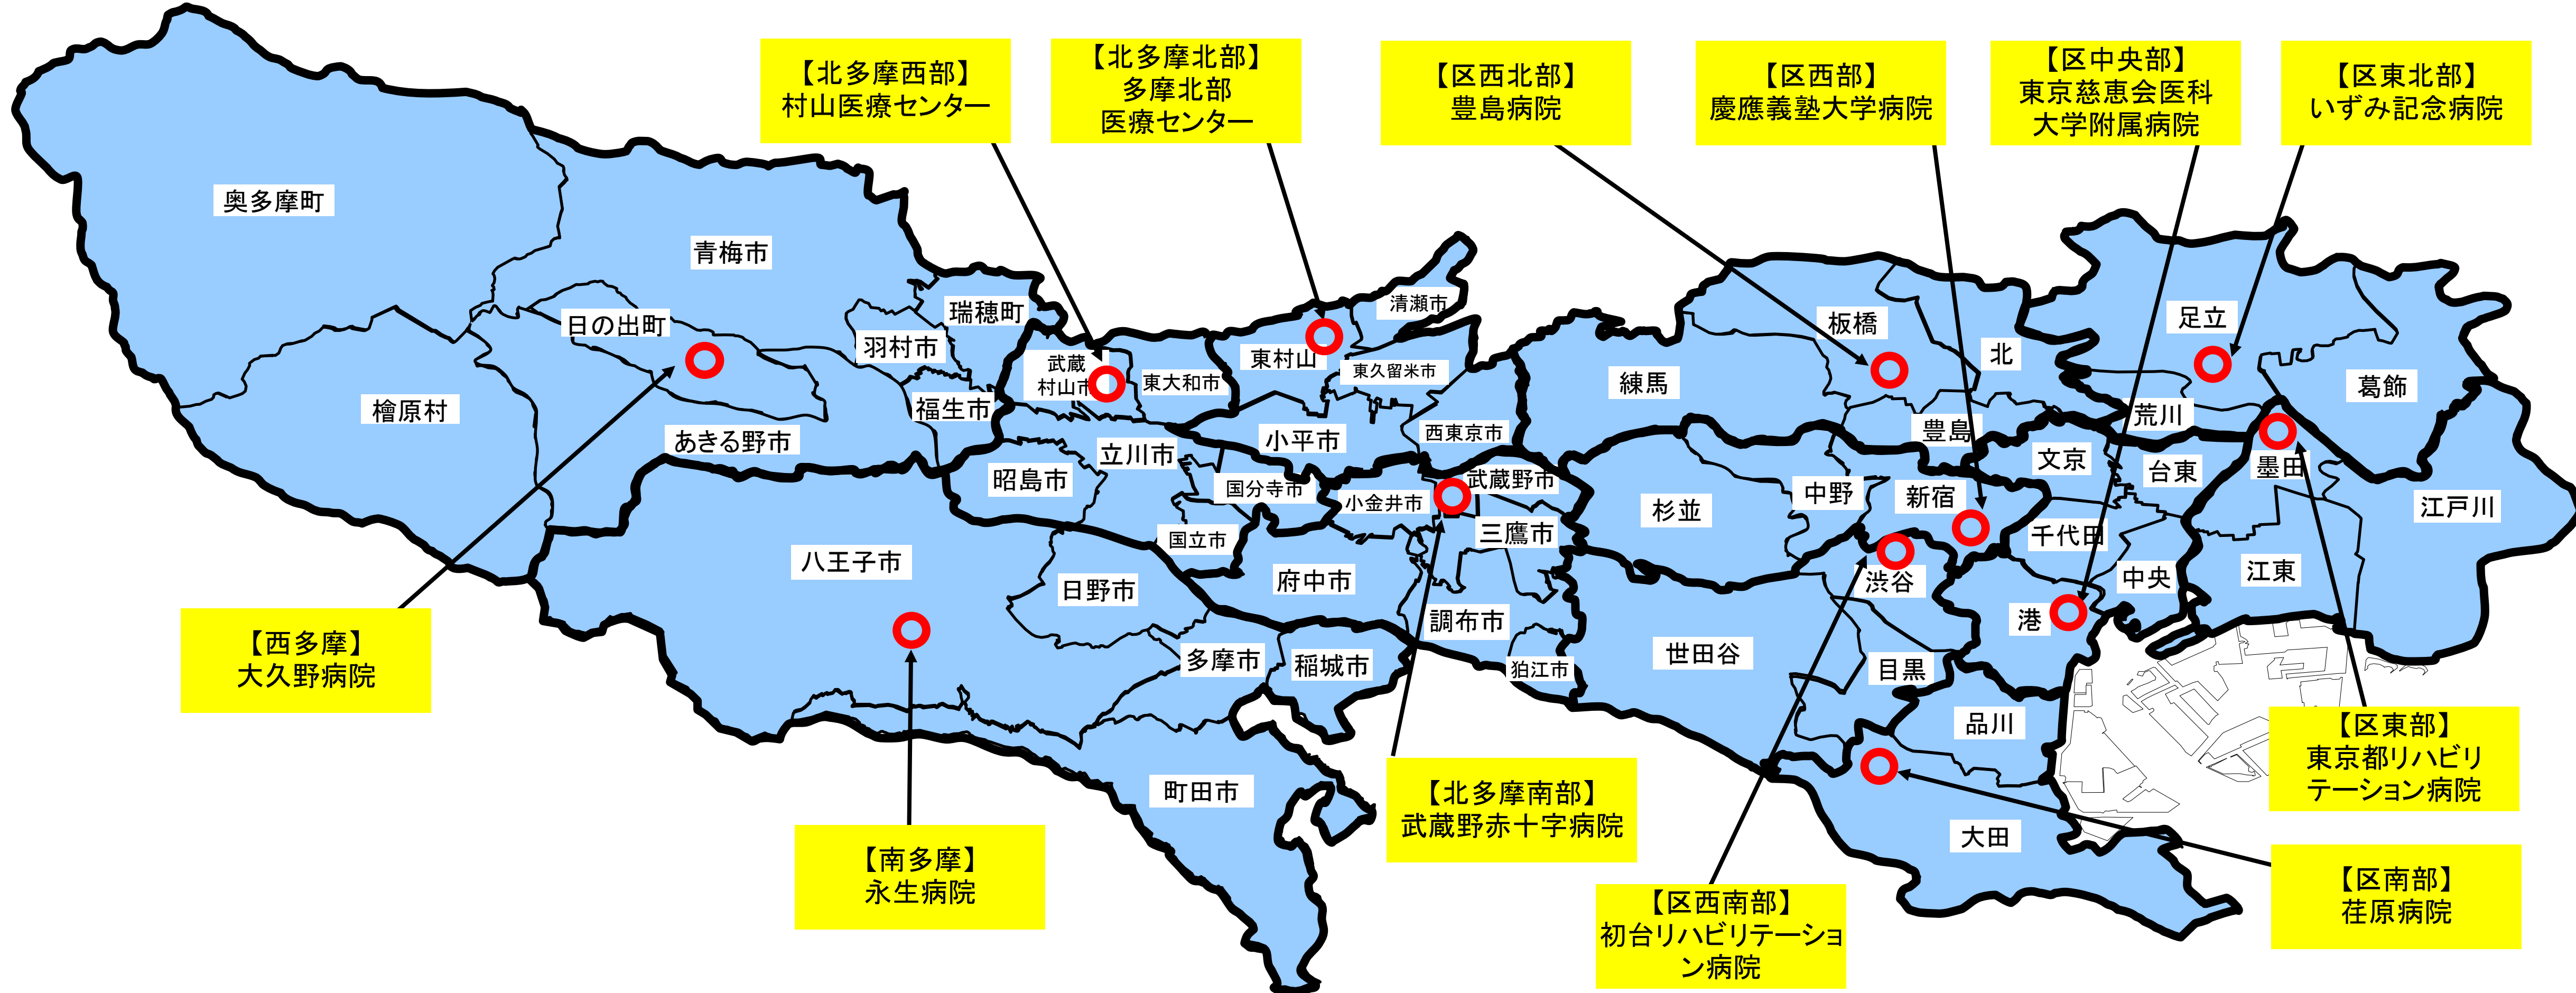 【北多摩西部】
村山医療センター
【北多摩北部】
多摩北部
医療センター
【区西北部】
豊島病院
【区西部】
慶應義塾大学病院
【区中央部】
東京慈恵会医科
大学附属病院
【区東北部】
いずみ記念病院
奥多摩町
青梅市
日の出町
瑞穂町
羽村市
檜原村
福生市
あきる野市
武蔵
村山市
東大和市
東村山
清瀬市
東久留米市
小平市
西東京市
立川市
昭島市
国分寺市
国立市
小金井市
武蔵野市
三鷹市
府中市
調布市
狛江市
八王子市
日野市
多摩市
稲城市
町田市
練馬
板橋
北
豊島
足立
荒川
葛飾
杉並
中野
新宿
文京
台東
墨田
江戸川
千代田
中央
江東
渋谷
港
世田谷
目黒
品川
大田
【西多摩】
大久野病院
【南多摩】
永生病院
【北多摩南部】
武蔵野赤十字病院
【区西南部】
初台リハビリテーショ
ン病院
【区東部】
東京都リハビリ
テーション病院
【区南部】
荏原病院